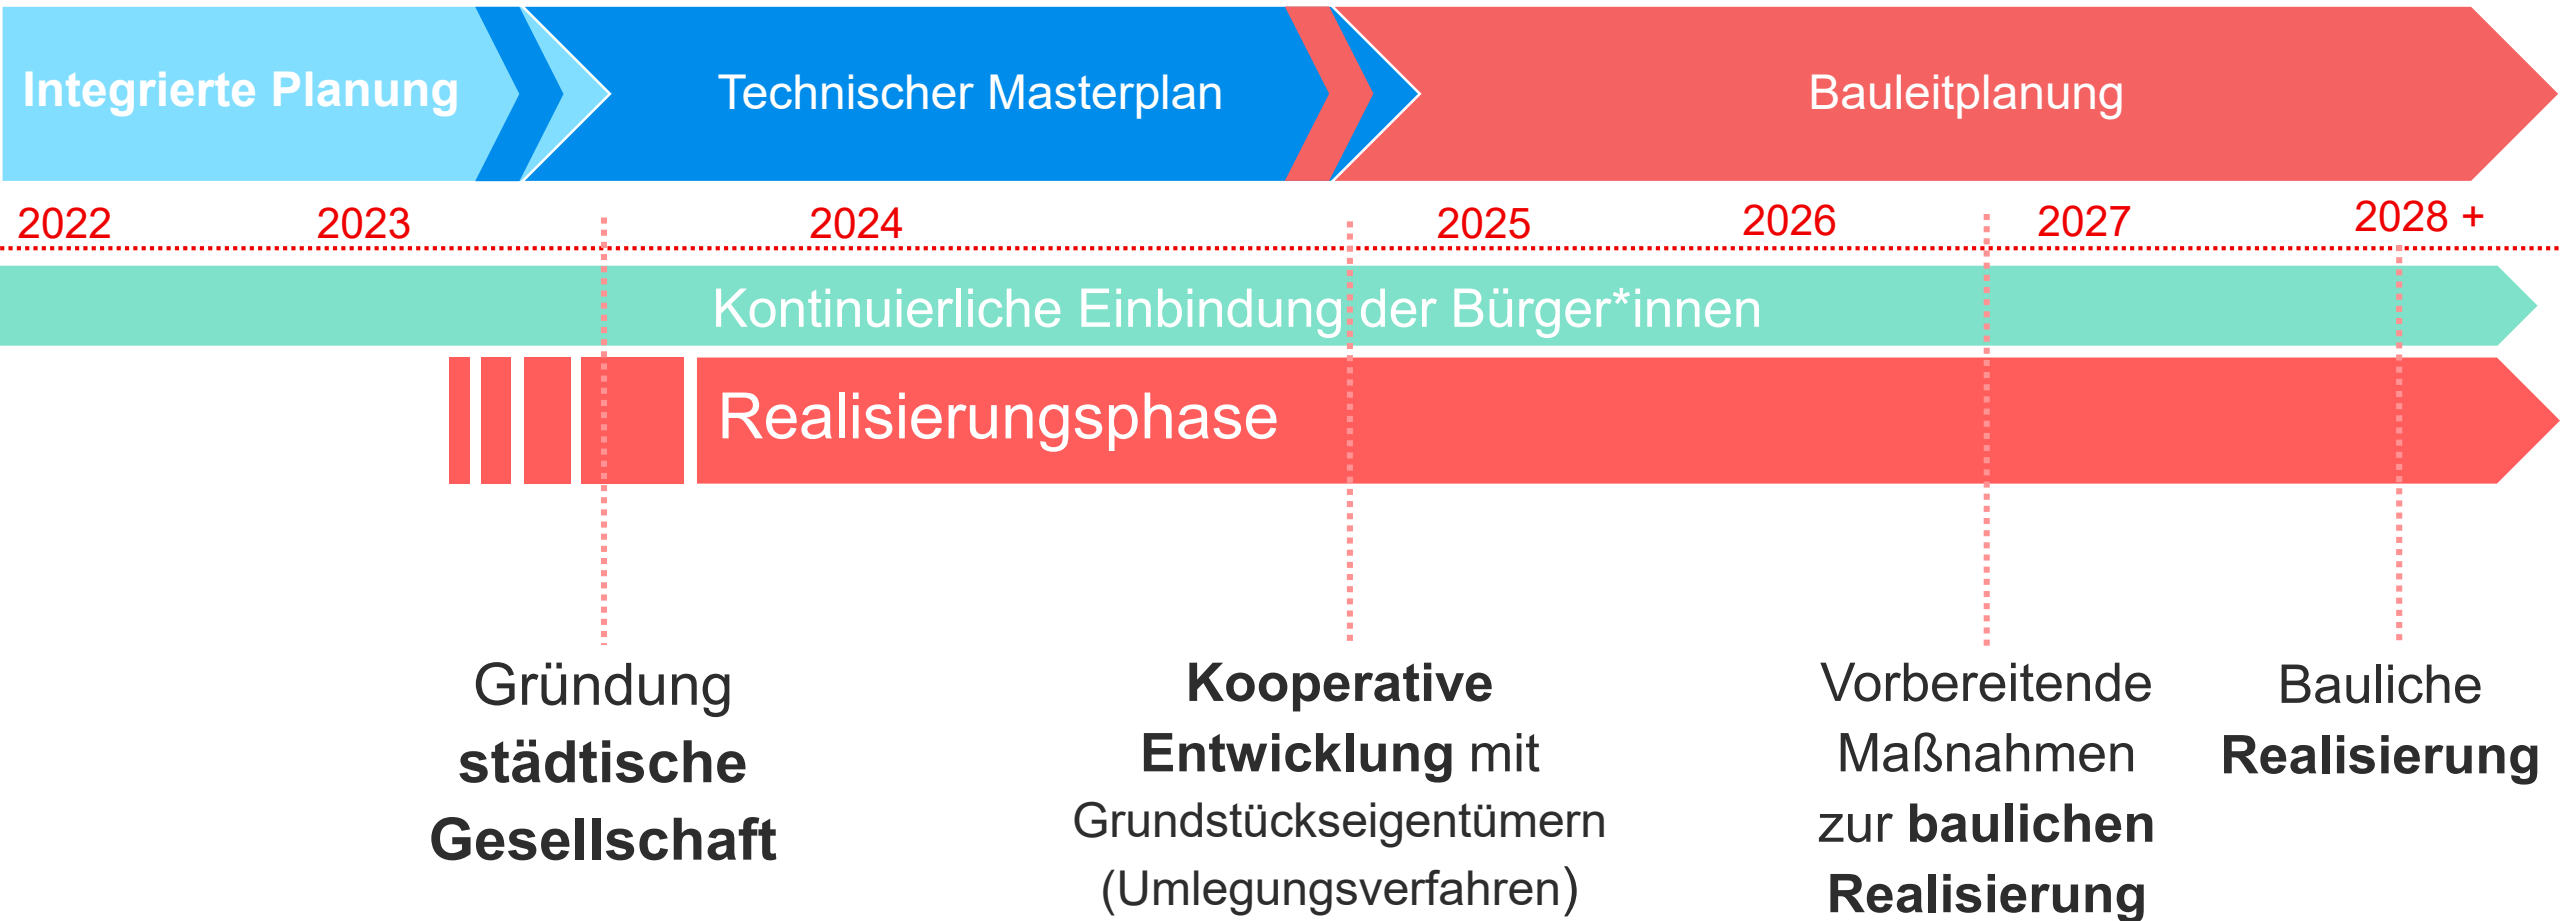 Integrierte Planung
Technischer Masterplan
Bauleitplanung
2022
2023
2024
2025
2026
2027
2028 +
Kontinuierliche Einbindung der Bürger*innen
Realisierungsphase
Gründung
städtische
Gesellschaft
Kooperative
Entwicklung mit
Grundstückseigentümern
(Umlegungsverfahren)
Vorbereitende
Maßnahmen
zur baulichen
Realisierung
Bauliche
Realisierung